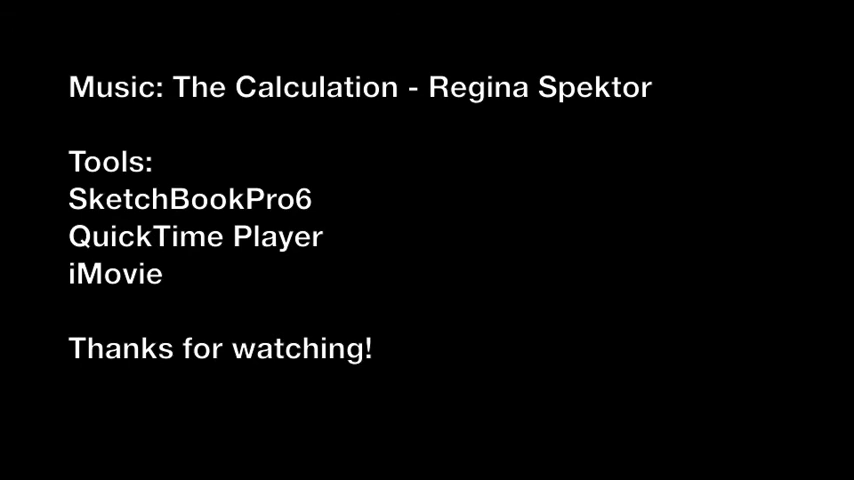 Music: The Calculation - Regina Spektor
Tools:
SketchBookPro6
QuickTime Player
iMovie
Thanks for watching!